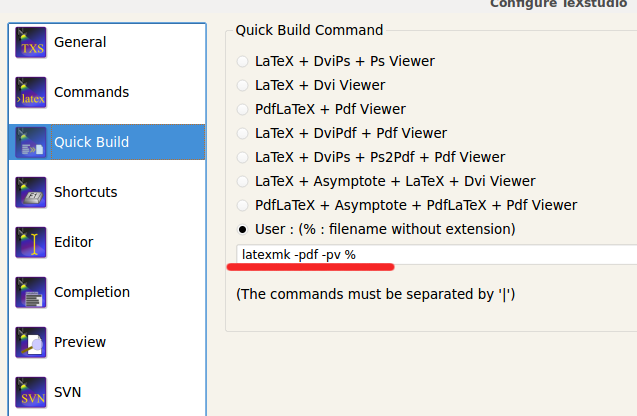 Configure TeXstudio
TXS
General
Quick Build Command
LaTeX + DviPs + Ps Viewer
LaTeX + Dvi Viewer
›latex
Commands
PdfLaTeX + Pdf Viewer
LaTeX + DviPdf + Pdf Viewer
Quick Build
LaTeX + DviPs + Ps2Pdf + Pdf Viewer
LaTeX + Asymptote + LaTeX + Dvi Viewer
Shortcuts
PdfLaTeX + Asymptote + PdfLaTeX + Pdf Viewer
User : (% : filename without extension)
Editor
latexmk -pdf -pv %
Completion
(The commands must be separated by '|')
Preview
SVN
SVN